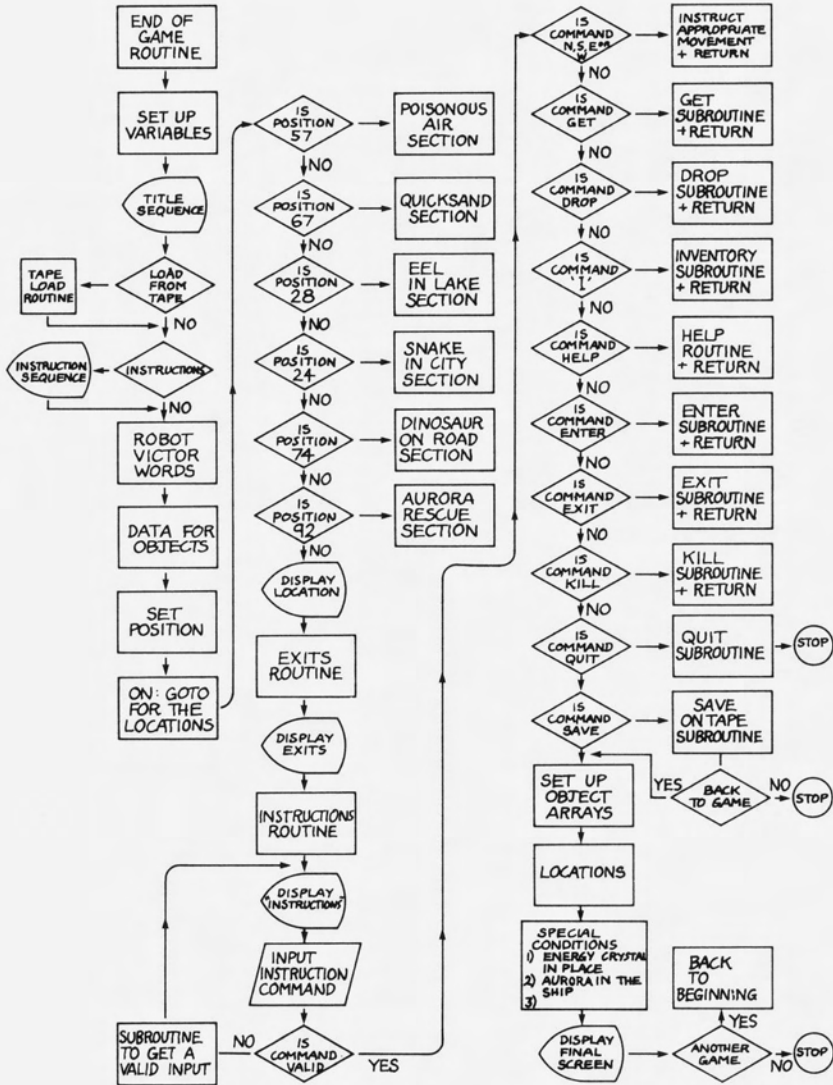 END OF
GAME
ROUTINE
SET UP
VARIABLES
TITLE
SEQUENCE
LOAD
FROM
TAPE
TAPE
LOAD
ROUTINE
NO
INSTRUCTIONS
INSTRUCTION
SEQUENCE
NO
ROBOT
VICTOR
WORDS
DATA FOR
OBJECTS
SET
POSITION
ON: GOTO
FOR THE
LOCATIONS
IS
POSITION
57
POISONOUS
AIR
SECTION
NO
IS
POSITION
67
QUICKSAND
SECTION
NO
IS
POSITION
28
EEL
IN LAKE
SECTION
NO
IS
POSITION
24
SNAKE
IN CITY
SECTION
NO
IS
POSITION
74
DINOSAUR
ON ROAD
SECTION
NO
IS
POSITION
92
AURORA
RESCUE
SECTION
NO
DISPLAY
LOCATION
EXITS
ROUTINE
DISPLAY
EXITS
INSTRUCTIONS
ROUTINE
DISPLAY
"INSTRUCTIONS"
INPUT
INSTRUCTION
COMMAND
IS
COMMAND
VALID
NO
SUBROUTINE
TO GET A
VALID INPUT
YES
IS
COMMAND
N,S,E OR
W
INSTRUCT
APPROPRIATE
MOVEMENT
+ RETURN
NO
IS
COMMAND
GET
GET
SUBROUTINE
+RETURN
NO
IS
COMMAND
DROP
DROP
SUBROUTINE
+ RETURN
NO
IS
COMMAND
'I'
INVENTORY
SUBROUTINE
+ RETURN
NO
IS
COMMAND
HELP
HELP
ROUTINE
+ RETURN
NO
IS
COMMAND
ENTER
ENTER
SUBROUTINE
+ RETURN
NO
IS
COMMAND
EXIT
EXIT
SUBROUTINE
+ RETURN
NO
IS
COMMAND
KILL
KILL
SUBROUTINE
+ RETURN
NO
IS
COMMAND
QUIT
QUIT
SUBROUTINE
STOP
IS
COMMAND
SAVE
SAVE
ON TAPE
SUBROUTINE
BACK
TO GAME
YES
NO
STOP
SET UP
OBJECT
ARRAYS
LOCATIONS
SPECIAL
CONDITIONS
1) ENERGY CRYSTAL
IN PLACE
2) AURORA IN THE
SHIP
3)
DISPLAY
FINAL
SCREEN
ANOTHER
GAME
YES
BACK
TO
BEGINNING
NO
STOP